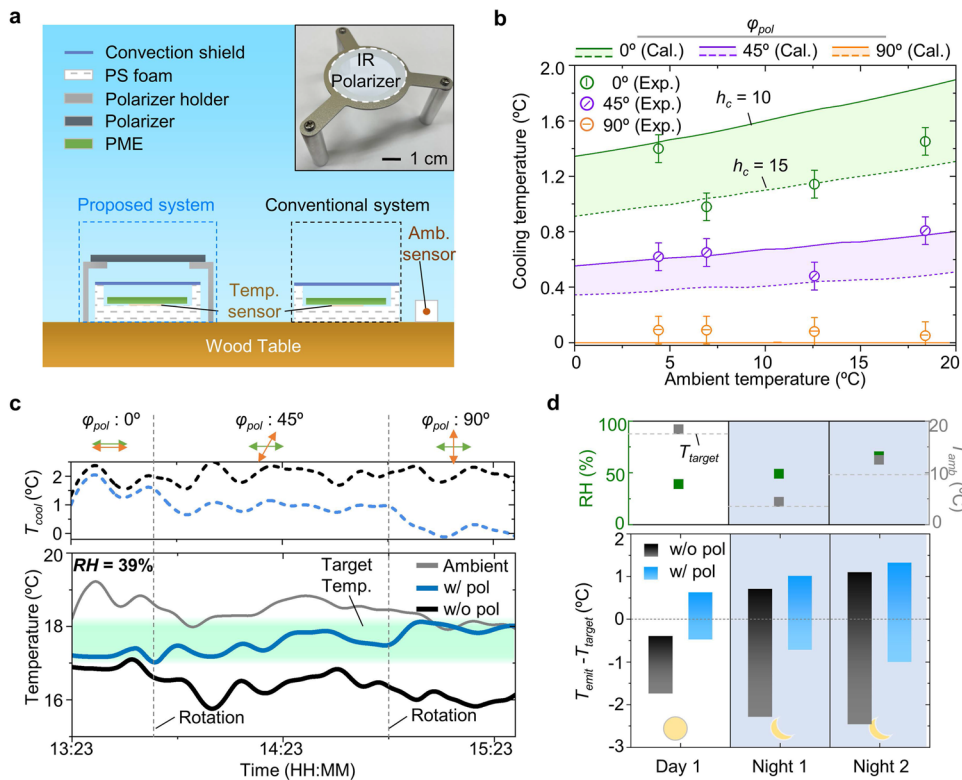 a
Convection shield
PS foam
Polarizer holder
Polarizer
PME
IR
Polarizer
1 cm
Proposed system
Conventional system
Amb.
sensor
Temp.
sensor
Wood Table
b
φpol
0º (Cal.)
45º (Cal.)
90º (Cal.)
0º (Exp.)
45º (Exp.)
90º (Exp.)
hc = 10
hc = 15
2.0
1.6
1.2
0.8
0.4
0
Cooling temperature (ºC)
0
5
10
15
20
Ambient temperature (ºC)
c
φpol : 0º
φpol : 45º
φpol : 90º
2
1
0
Tcool (ºC)
RH = 39%
Target
Temp.
Ambient
w/ pol
w/o pol
20
19
18
16
Temperature (ºC)
Rotation
Rotation
13:23
14:23
15:23
Time (HH:MM)
d
100
50
0
RH (%)
Ttarget
20
10
0
Tamb (ºC)
w/o pol
w/ pol
2
1
0
-1
-2
-3
Temit -Ttarget (ºC)
Day 1
Night 1
Night 2